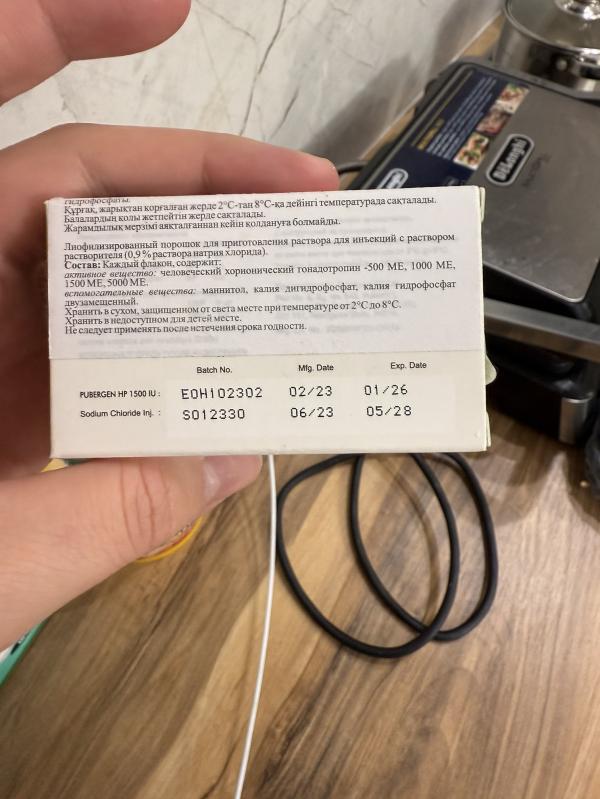 гидрофосфаты.
Құрғақ, жарықтан қорғалған жерде 2°С-тан 8°С-қа дейінгі температурада сақталады.
Балалардың қолы жетпейтін жерде сақталады.
Жарамдылық мерзімі аяқталғаннан кейін қолдануға болмайды.
Лиофилизированный порошок для приготовления раствора для инъекций с раствором
растворителя (0,9 % раствора натрия хлорида).
Состав: Каждый флакон, содержит:
активное вещество: человеческий хорионический гонадотропин -500 МЕ, 1000 МЕ,
1500 МЕ, 5000 МЕ.
вспомогательные вещества: маннитол, калия дигидрофосфат, калия гидрофосфат
двузамещенный.
Хранить в сухом, защищенном от света месте при температуре от 2°С до 8°С.
Хранить в недоступном для детей месте.
Не следует применять после истечения срока годности.
Batch No. Mfg. Date Exp. Date
PUBERGEN HP 1500 IU : EOH102302 02/23 01/26
Sodium Chloride Inj. : S012330 06/23 05/28
DeLonghi
DeLonghi